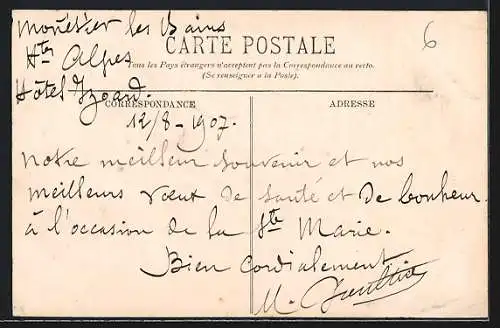 Monêtier les Bains
Htes Alpes
Hôtel Izoard.
6
CARTE POSTALE
Tous les Pays étrangers n'acceptent pas la Correspondance au recto.
(Se renseigner à la Poste).
CORRESPONDANCE
ADRESSE
12/8-1907.
Notre meilleur souvenir et nos
meilleurs vœux de santé et de bonheur
à l'occasion de la Ste Marie.
Bien Cordialement
M.